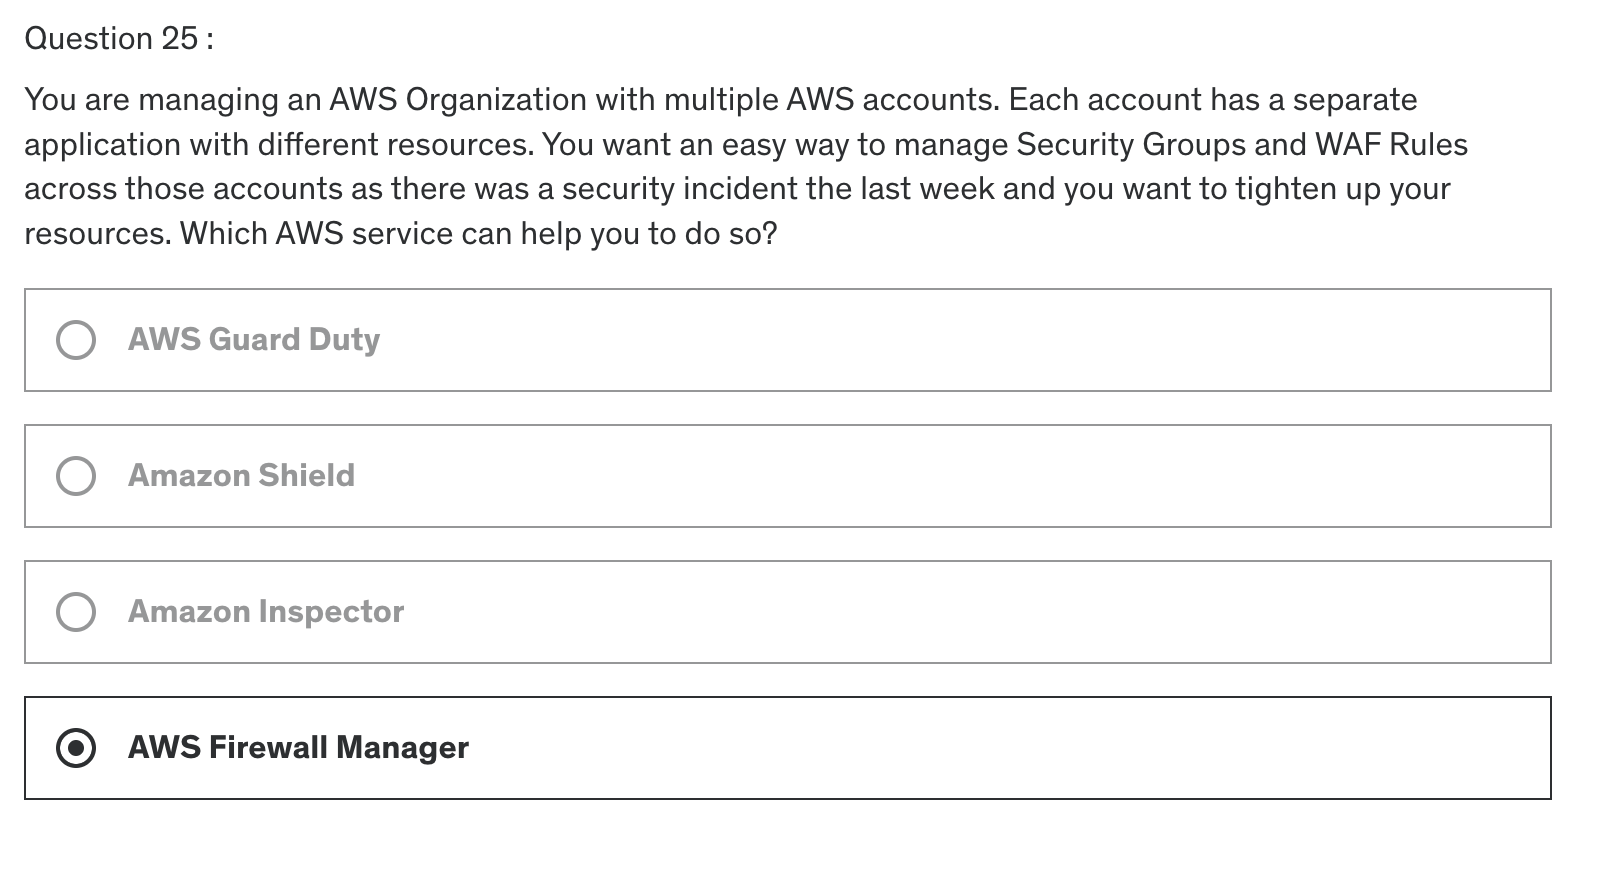 Question 25 :
You are managing an AWS Organization with multiple AWS accounts. Each account has a separate
application with different resources. You want an easy way to manage Security Groups and WAF Rules
across those accounts as there was a security incident the last week and you want to tighten up your
resources. Which AWS service can help you to do so?
AWS Guard Duty
Amazon Shield
Amazon Inspector
AWS Firewall Manager